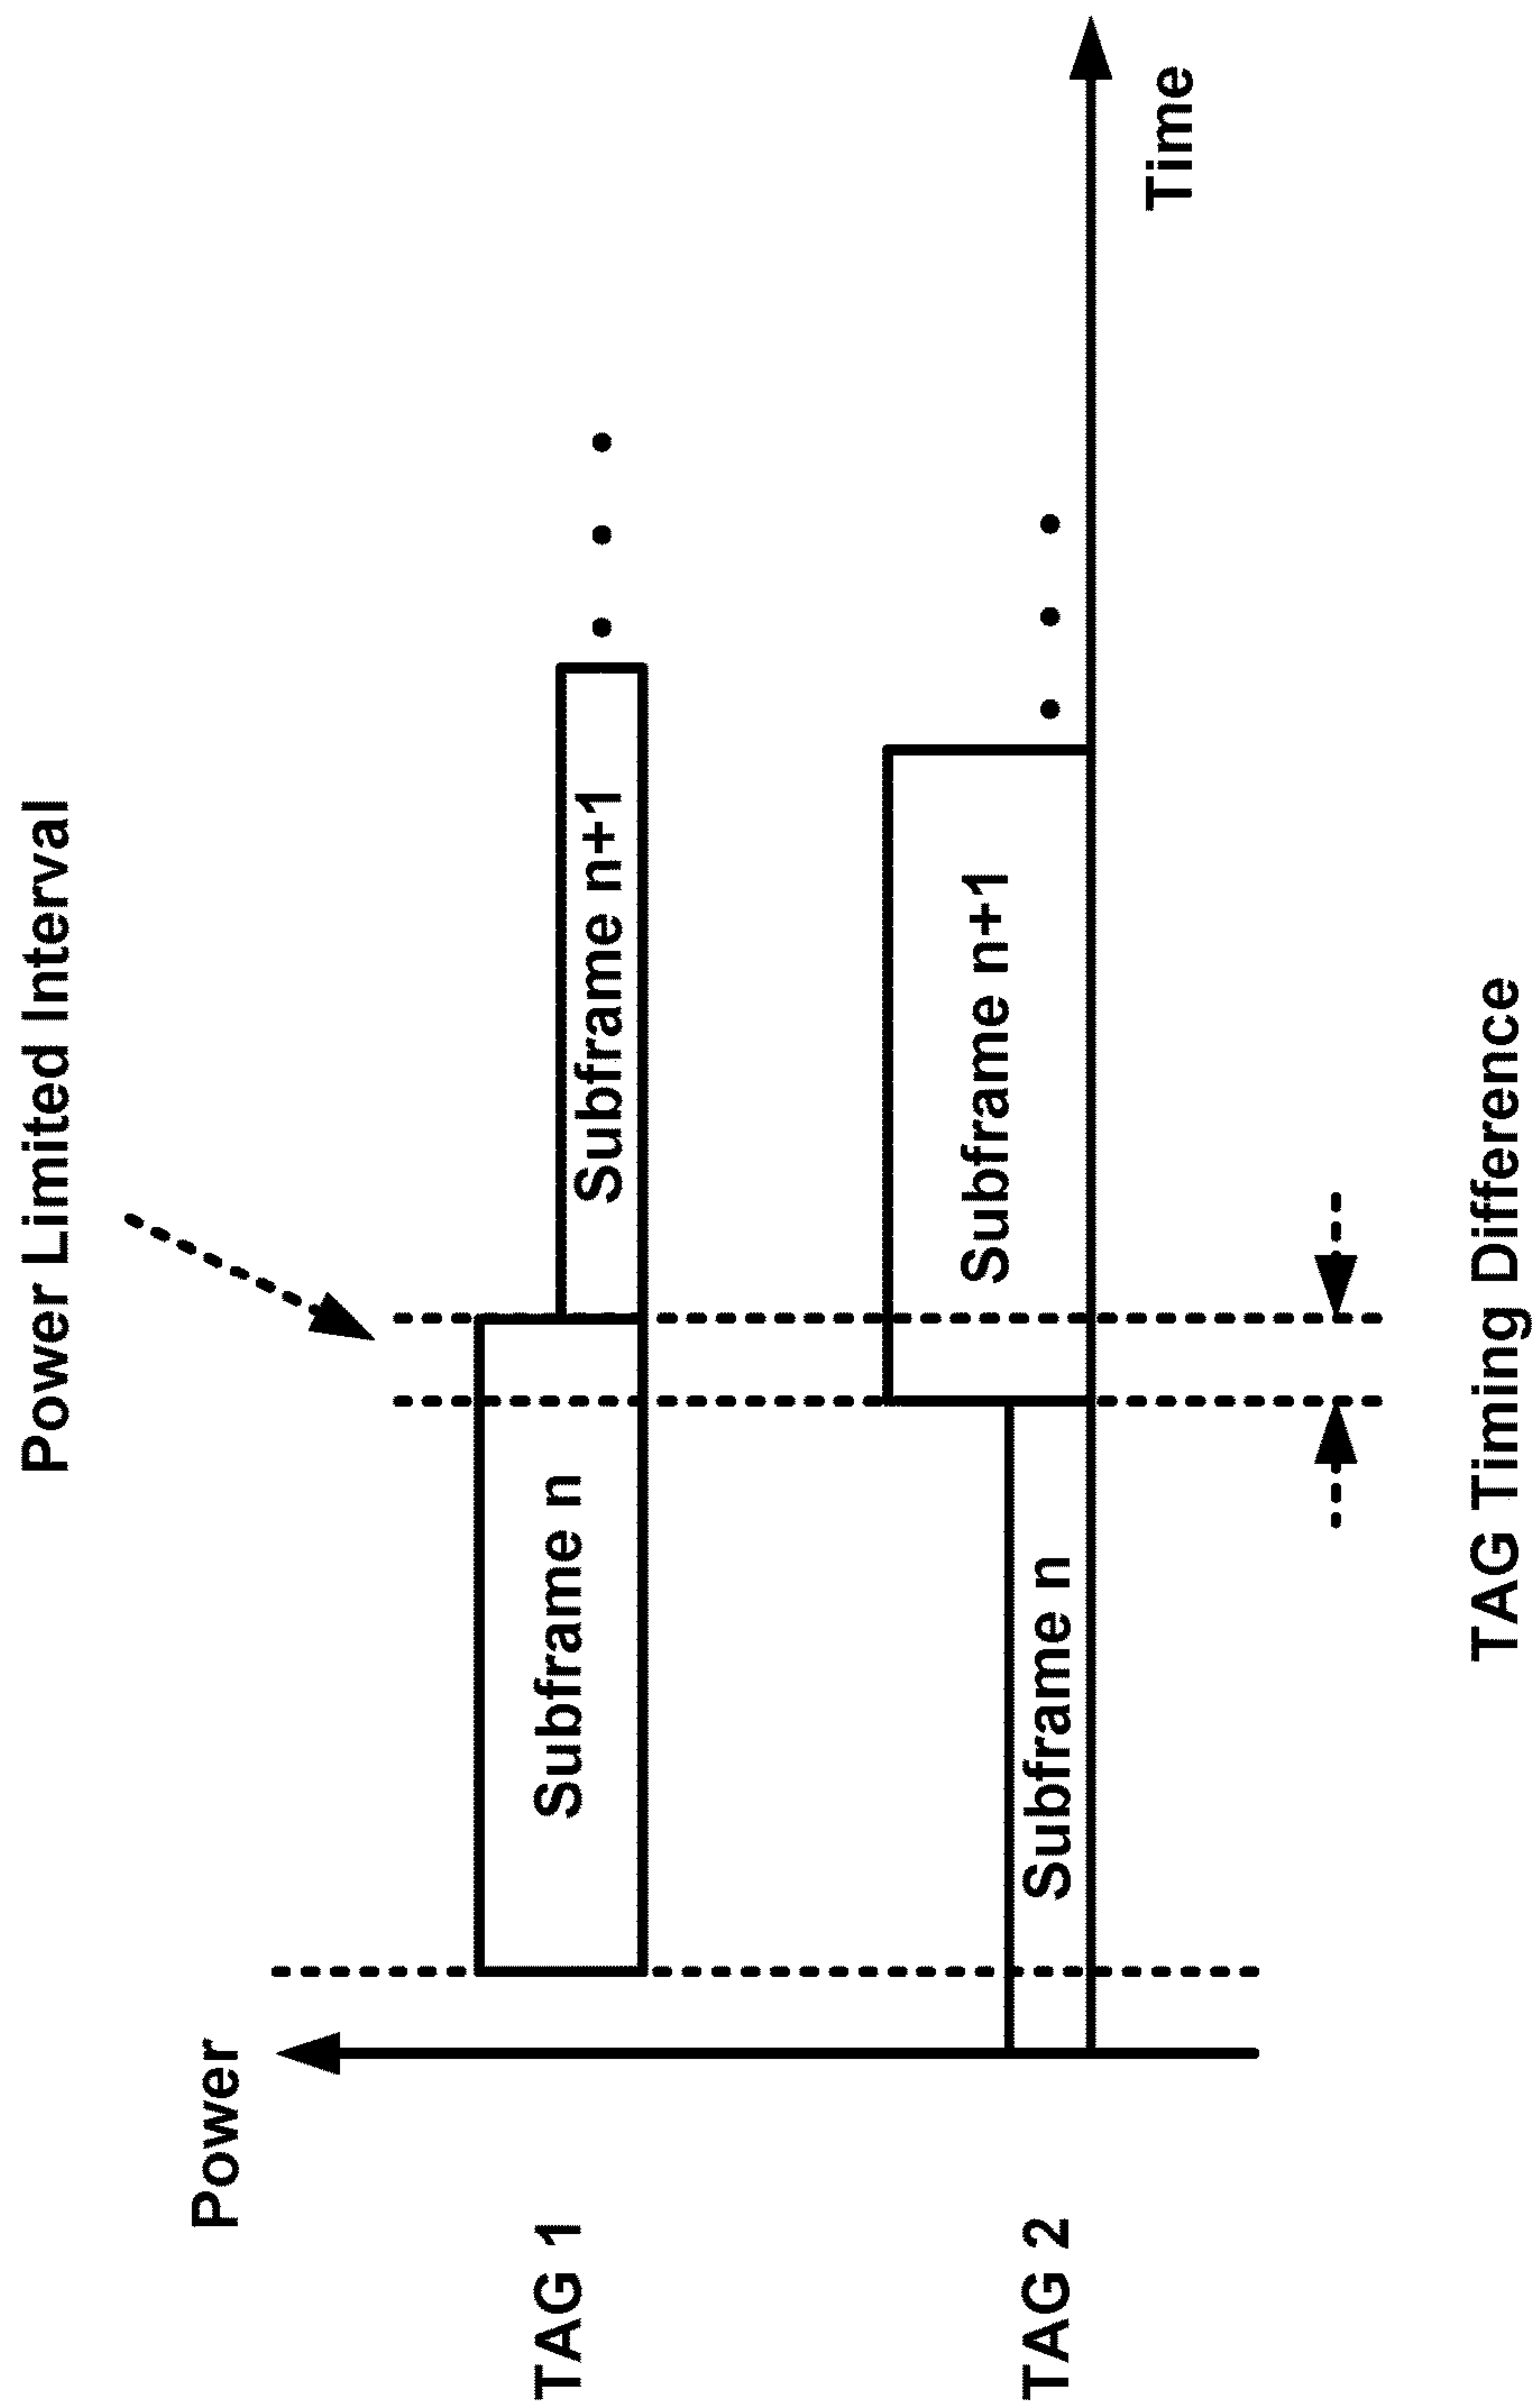 Power Limited Interval
Power
TAG 1
Subframe n
Subframe n+1
TAG 2
Subframe n
Subframe n+1
Time
TAG Timing Difference